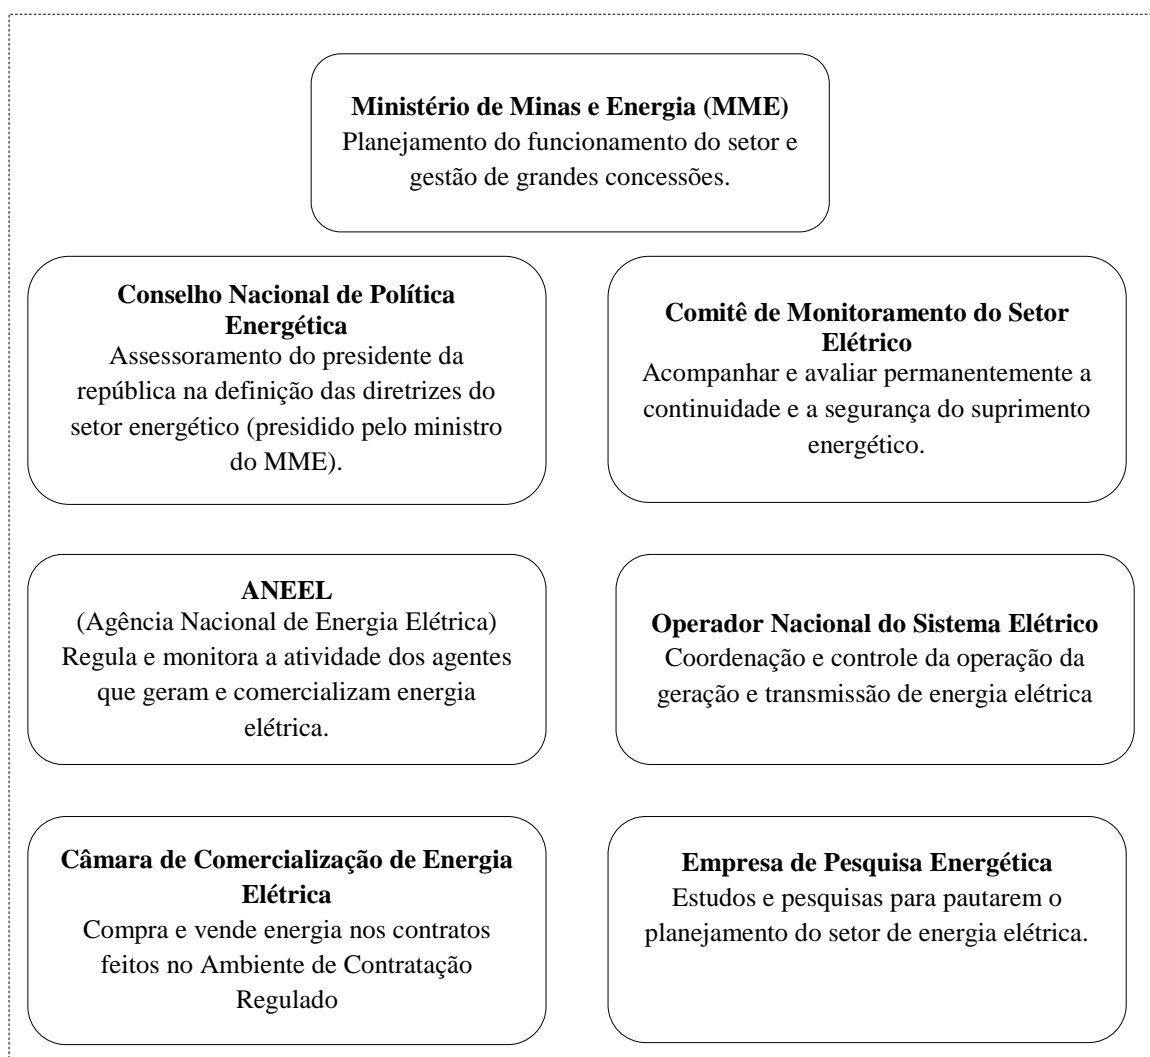 Ministério de Minas e Energia (MME)
Planejamento do funcionamento do setor e
gestão de grandes concessões.
Conselho Nacional de Política
Energética
Assessoramento do presidente da
república na definição das diretrizes do
setor energético (presidido pelo ministro
do MME).
Comitê de Monitoramento do Setor
Elétrico
Acompanhar e avaliar permanentemente a
continuidade e a segurança do suprimento
energético.
ANEEL
(Agência Nacional de Energia Elétrica)
Regula e monitora a atividade dos agentes
que geram e comercializam energia
elétrica.
Operador Nacional do Sistema Elétrico
Coordenação e controle da operação da
geração e transmissão de energia elétrica
Câmara de Comercialização de Energia
Elétrica
Compra e vende energia nos contratos
feitos no Ambiente de Contratação
Regulado
Empresa de Pesquisa Energética
Estudos e pesquisas para pautarem o
planejamento do setor de energia elétrica.